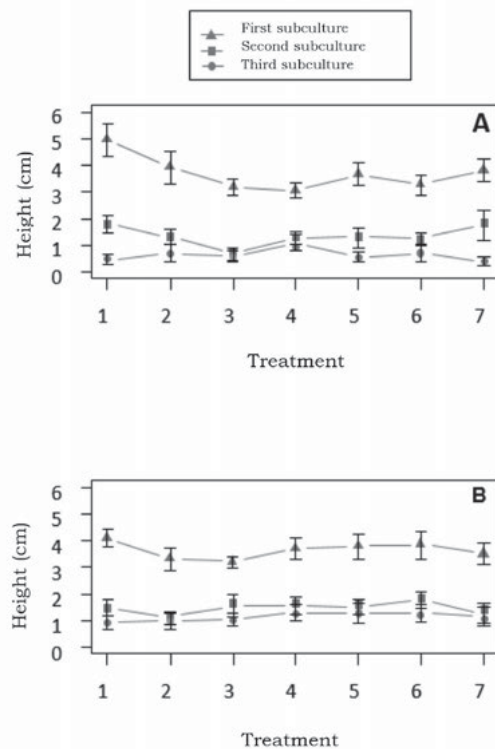 First subculture
Second subculture
Third subculture
A
Height (cm)
6
5
4
3
2
1
0
1 2 3 4 5 6 7
Treatment
B
Height (cm)
6
5
4
3
2
1
0
1 2 3 4 5 6 7
Treatment